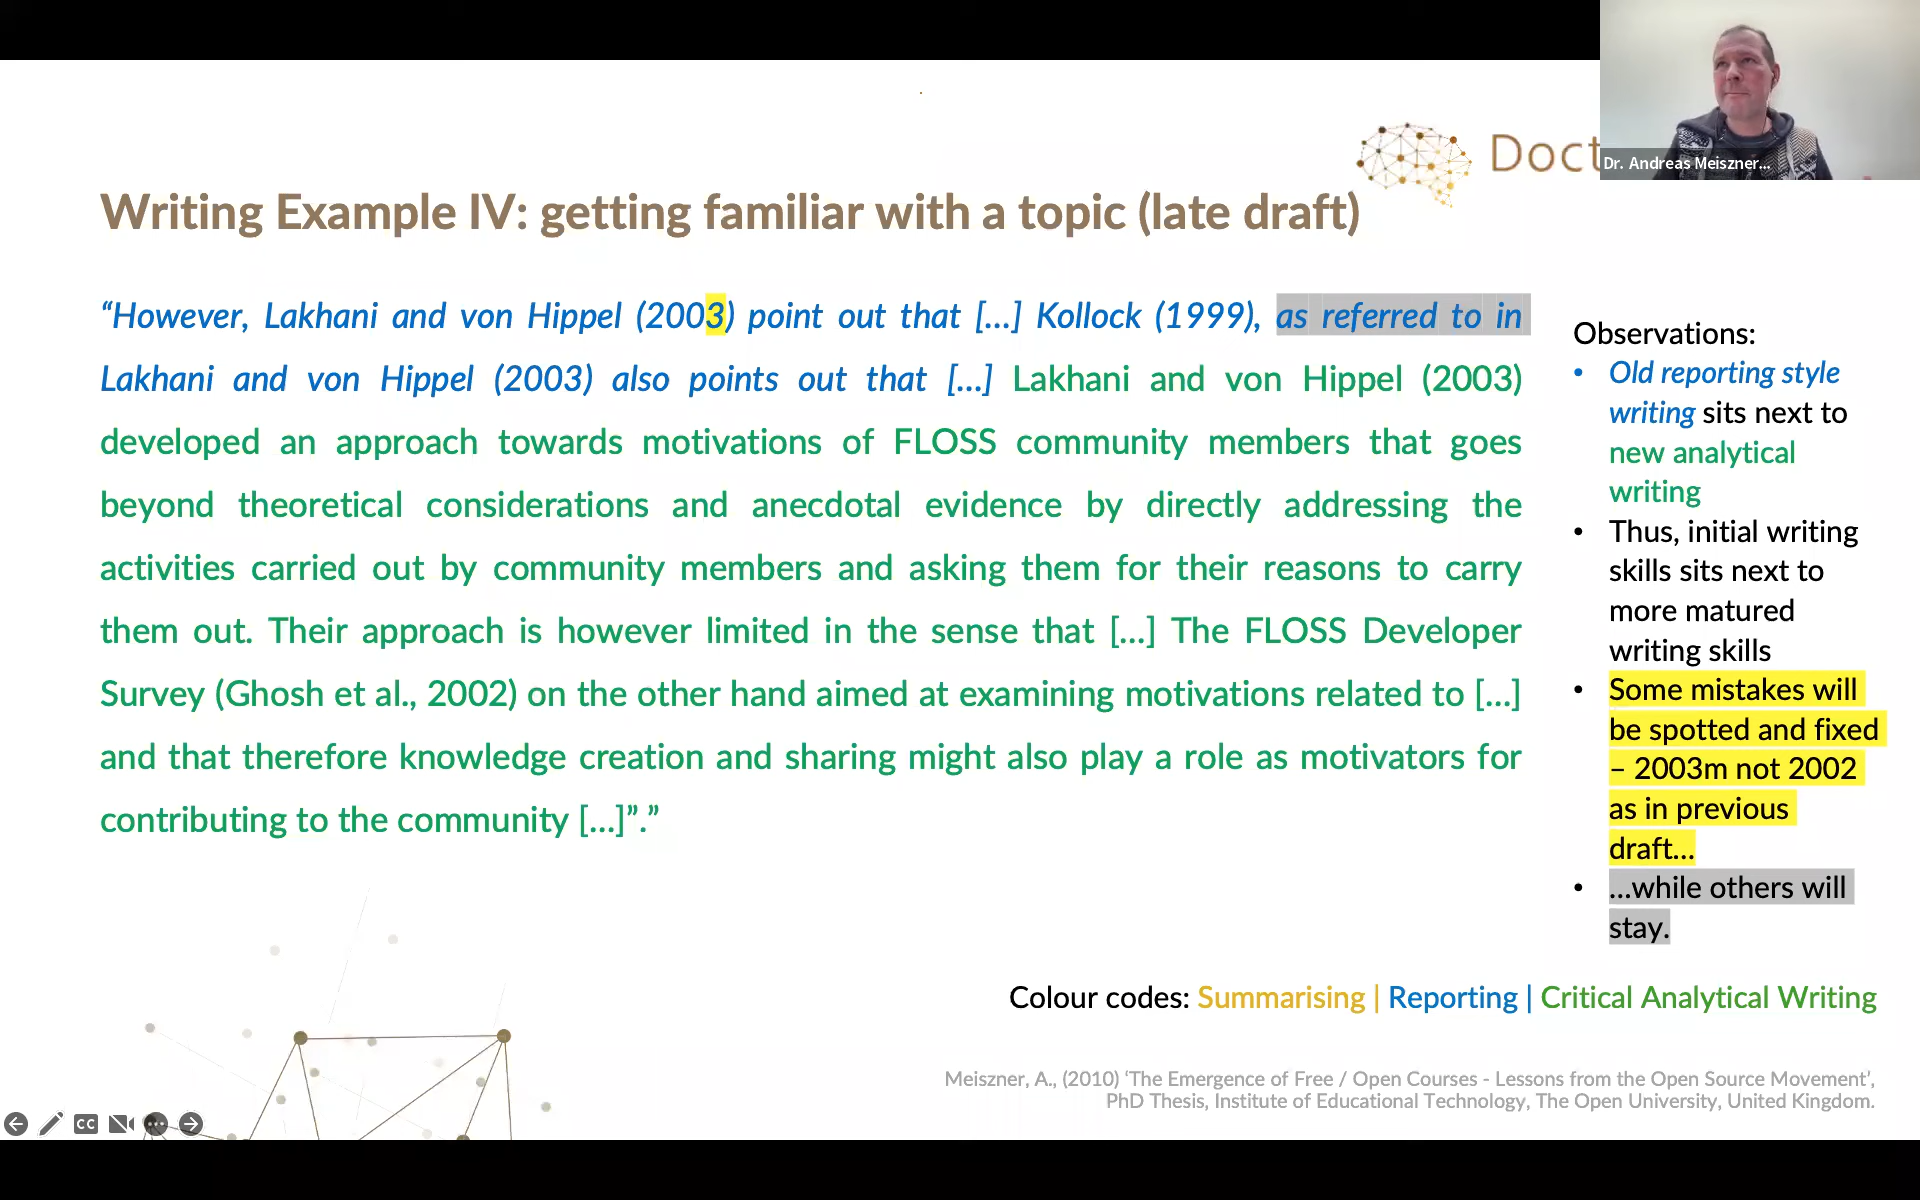 Doct
Dr. Andreas Meiszner...
Writing Example IV: getting familiar with a topic (late draft)
“However, Lakhani and von Hippel (2003) point out that [...] Kollock (1999), as referred to in
Lakhani and von Hippel (2003) also points out that [...] Lakhani and von Hippel (2003)
developed an approach towards motivations of FLOSS community members that goes
beyond theoretical considerations and anecdotal evidence by directly addressing the
activities carried out by community members and asking them for their reasons to carry
them out. Their approach is however limited in the sense that [...] The FLOSS Developer
Survey (Ghosh et al., 2002) on the other hand aimed at examining motivations related to [...]
and that therefore knowledge creation and sharing might also play a role as motivators for
contributing to the community [...]”.”
Observations:
• Old reporting style
writing sits next to
new analytical
writing
• Thus, initial writing
skills sits next to
more matured
writing skills
• Some mistakes will
be spotted and fixed
– 2003m not 2002
as in previous
draft...
• ...while others will
stay.
Colour codes: Summarising | Reporting | Critical Analytical Writing
Meiszner, A., (2010) ‘The Emergence of Free / Open Courses - Lessons from the Open Source Movement’,
PhD Thesis, Institute of Educational Technology, The Open University, United Kingdom.
CC